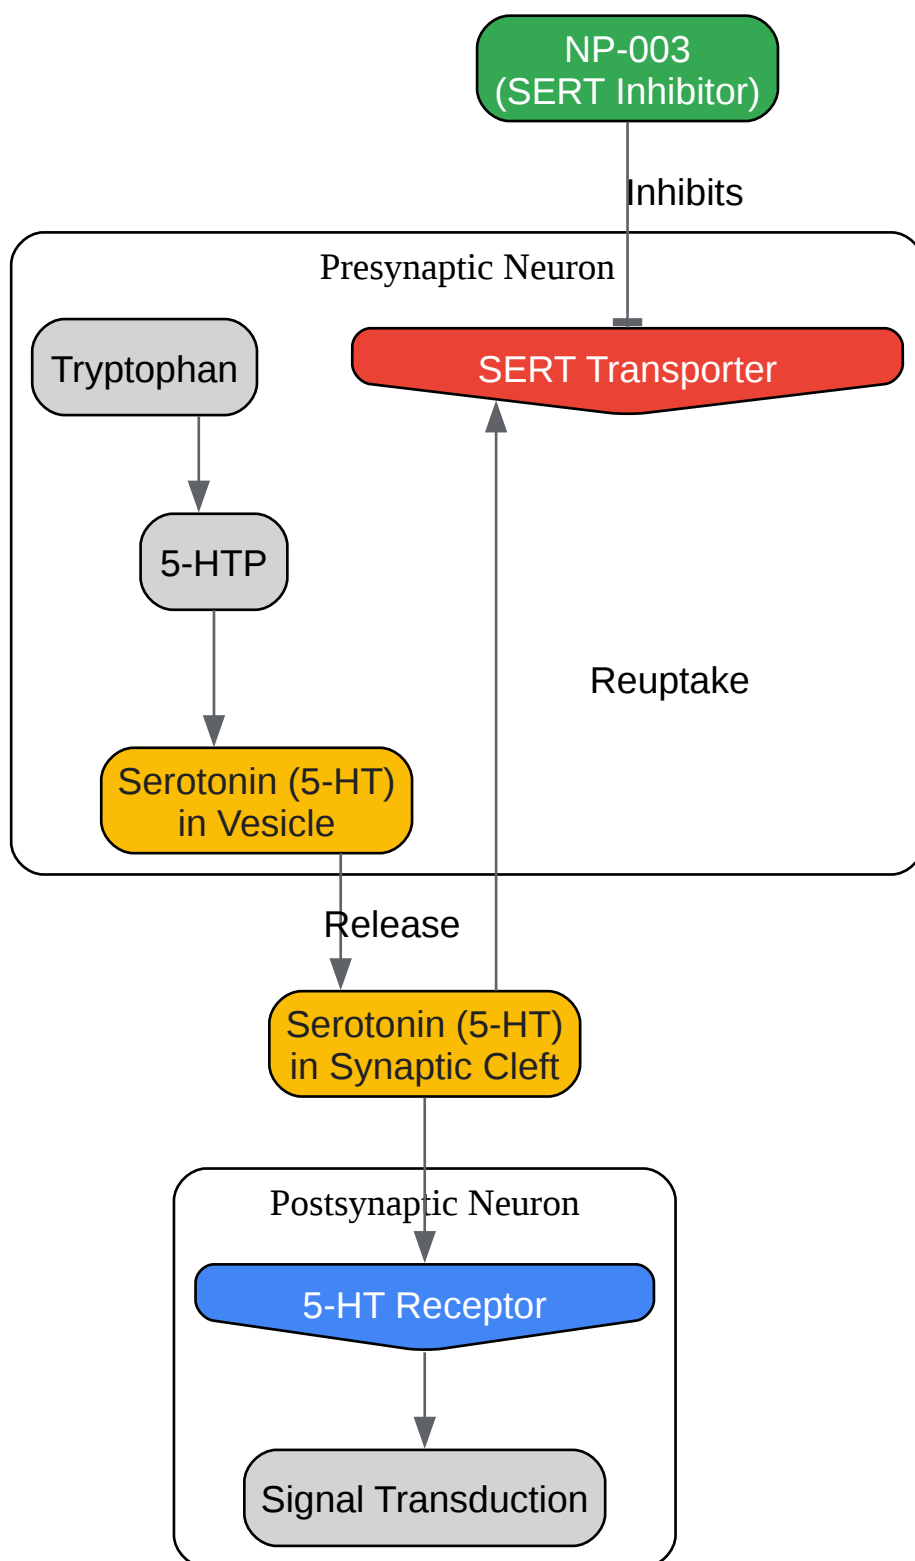 NP-003
(SERT Inhibitor)
Inhibits
Presynaptic Neuron
Tryptophan
SERT Transporter
5-HTP
Reuptake
Serotonin (5-HT)
in Vesicle
Release
Serotonin (5-HT)
in Synaptic Cleft
Postsynaptic Neuron
5-HT Receptor
Signal Transduction